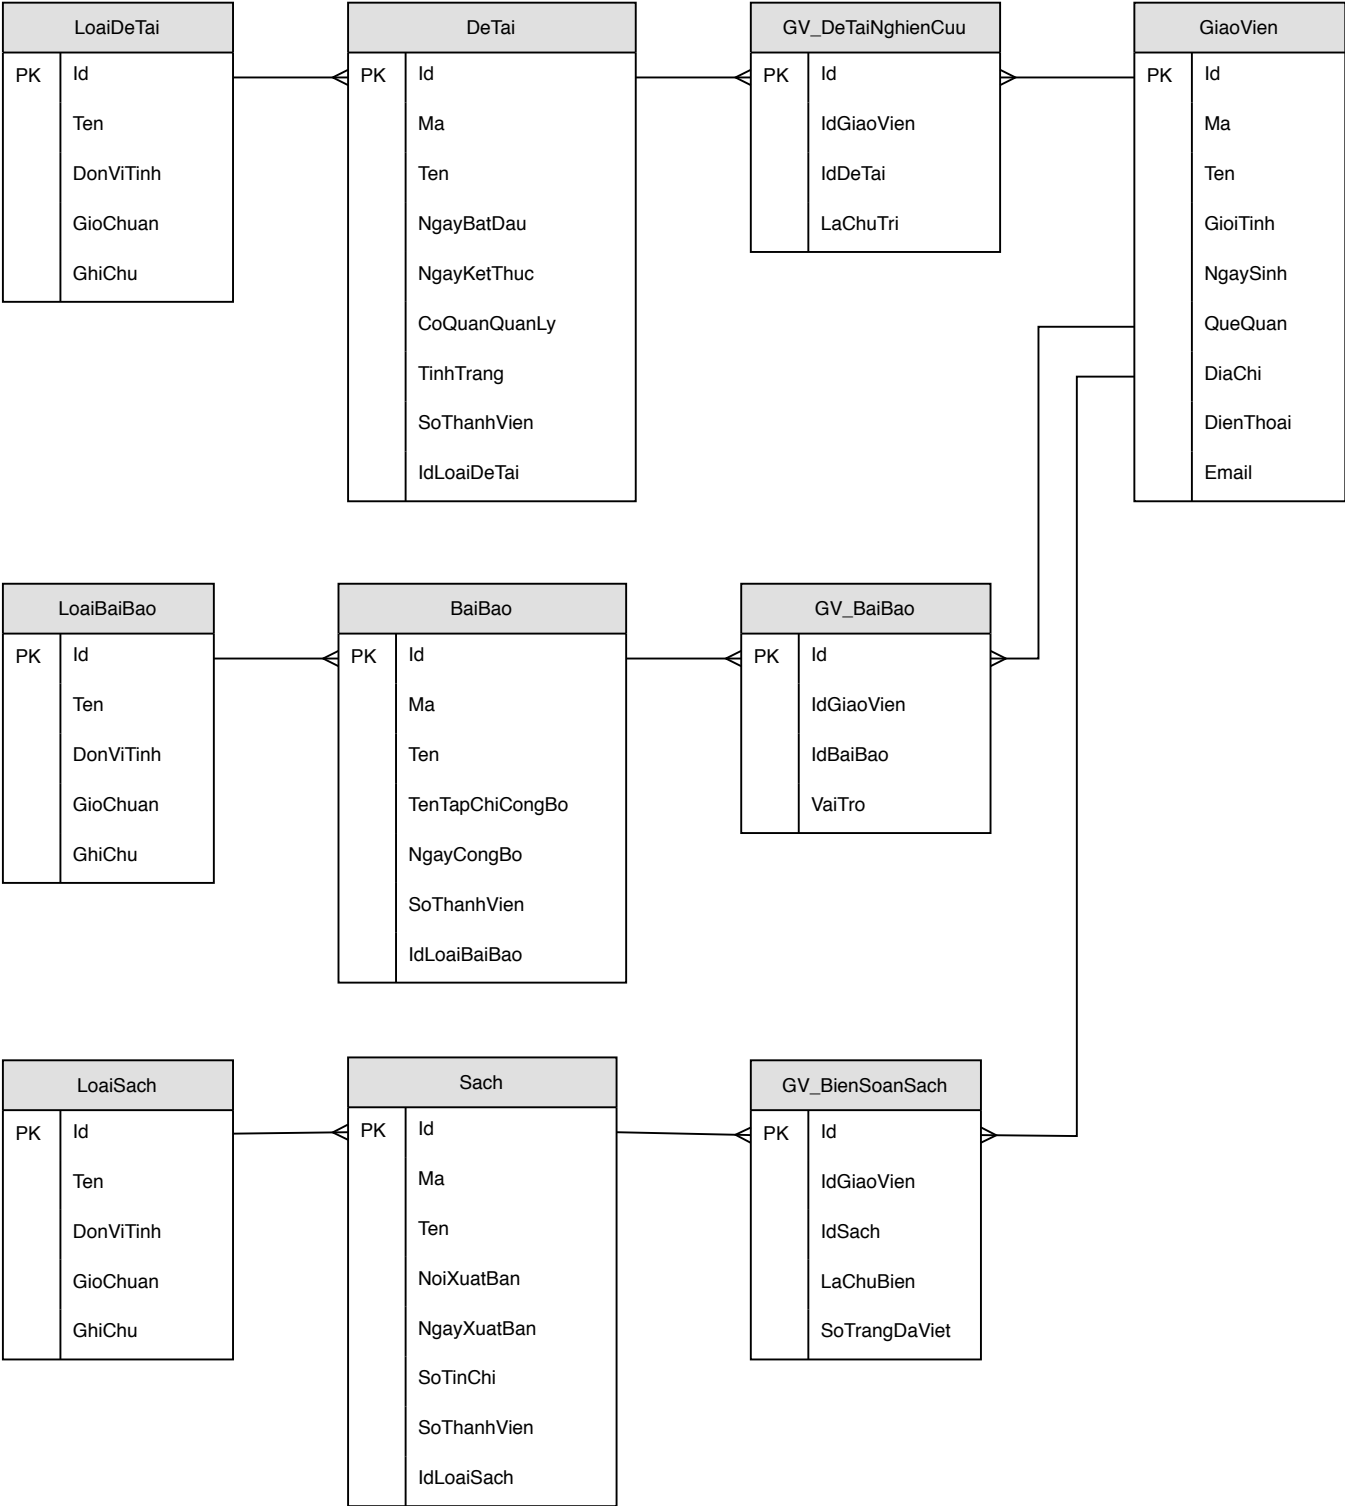 LoaiDeTai
PK Id
Ten
DonViTinh
GioChuan
GhiChu
DeTai
PK Id
Ma
Ten
NgayBatDau
NgayKetThuc
CoQuanQuanLy
TinhTrang
SoThanhVien
IdLoaiDeTai
GV_DeTaiNghienCuu
PK Id
IdGiaoVien
IdDeTai
LaChuTri
GiaoVien
PK Id
Ma
Ten
GioiTinh
NgaySinh
QueQuan
DiaChi
DienThoai
Email
LoaiBaiBao
PK Id
Ten
DonViTinh
GioChuan
GhiChu
BaiBao
PK Id
Ma
Ten
TenTapChiCongBo
NgayCongBo
SoThanhVien
IdLoaiBaiBao
GV_BaiBao
PK Id
IdGiaoVien
IdBaiBao
VaiTro
LoaiSach
PK Id
Ten
DonViTinh
GioChuan
GhiChu
Sach
PK Id
Ma
Ten
NoiXuatBan
NgayXuatBan
SoTinChi
SoThanhVien
IdLoaiSach
GV_BienSoanSach
PK Id
IdGiaoVien
IdSach
LaChuBien
SoTrangDaViet